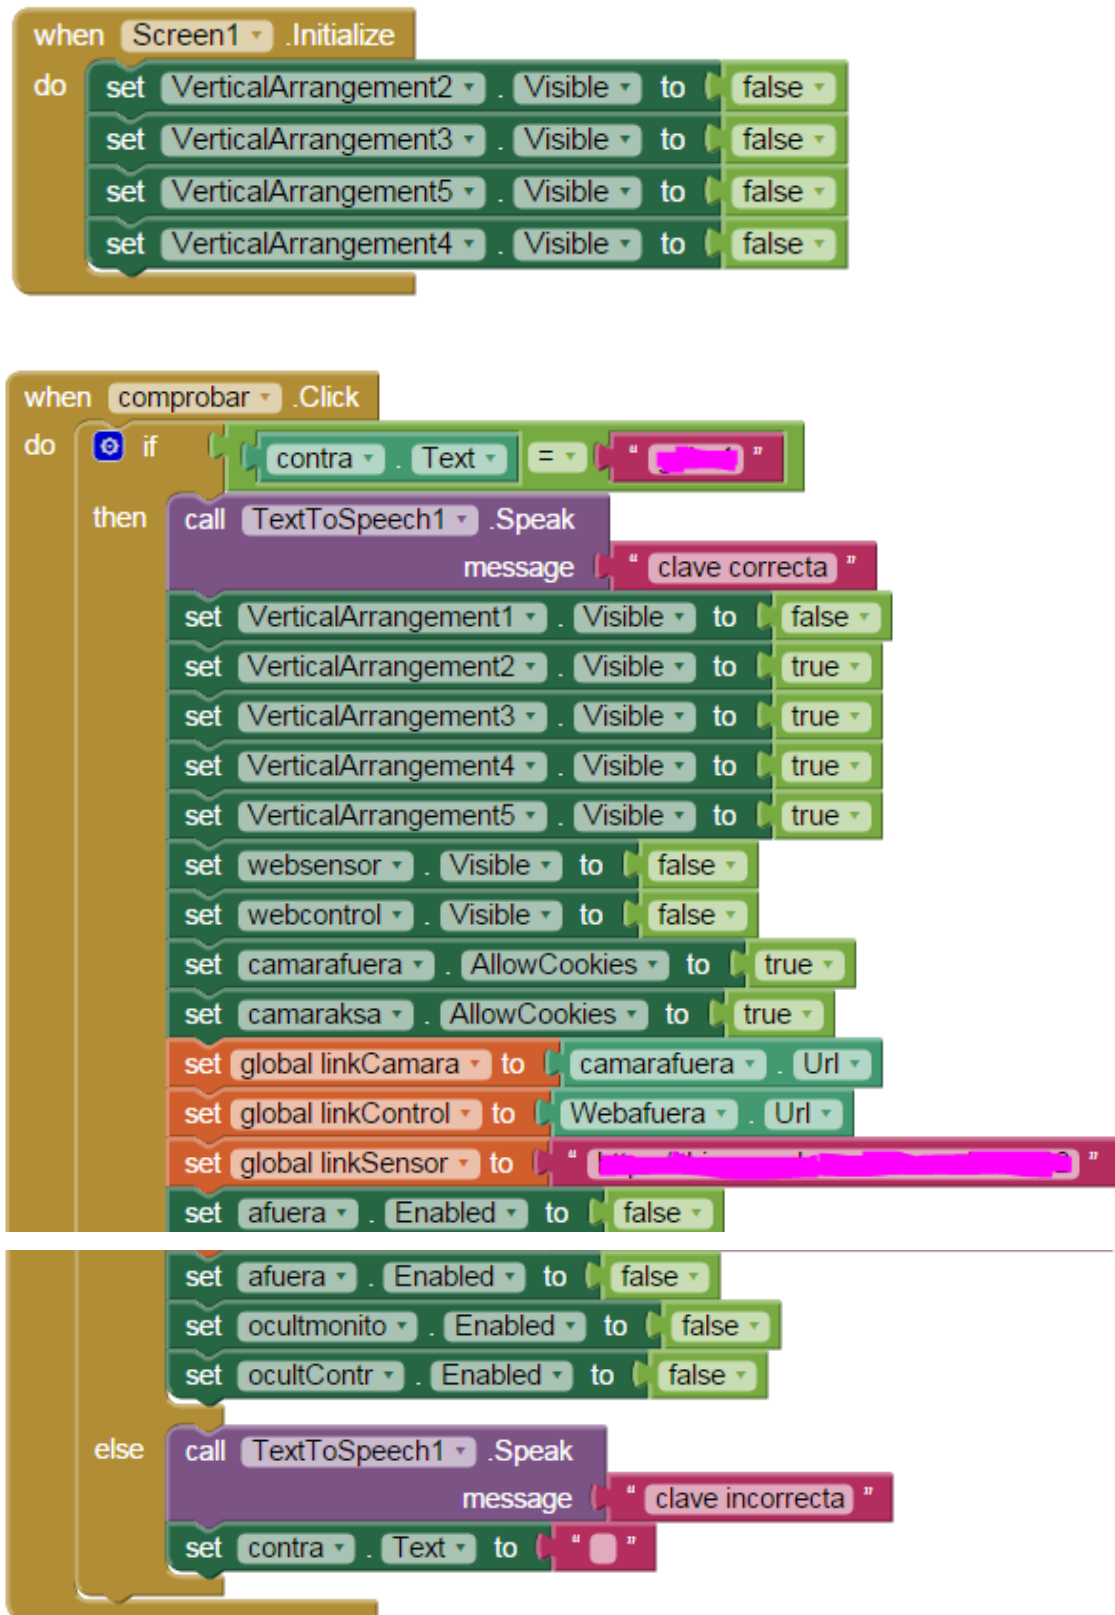 when Screen1 .Initialize
do set VerticalArrangement2 . Visible to false
set VerticalArrangement3 . Visible to false
set VerticalArrangement5 . Visible to false
set VerticalArrangement4 . Visible to false
when comprobar .Click
do if contra . Text = “ ”
then call TextToSpeech1 .Speak
message “ clave correcta ”
set VerticalArrangement1 . Visible to false
set VerticalArrangement2 . Visible to true
set VerticalArrangement3 . Visible to true
set VerticalArrangement4 . Visible to true
set VerticalArrangement5 . Visible to true
set websensor . Visible to false
set webcontrol . Visible to false
set camarafuera . AllowCookies to true
set camaraksa . AllowCookies to true
set global linkCamara to camarafuera . Url
set global linkControl to Webafuera . Url
set global linkSensor to “ ”
set afuera . Enabled to false
set afuera . Enabled to false
set ocultmonito . Enabled to false
set ocultContr . Enabled to false
else call TextToSpeech1 .Speak
message “ clave incorrecta ”
set contra . Text to “ ”